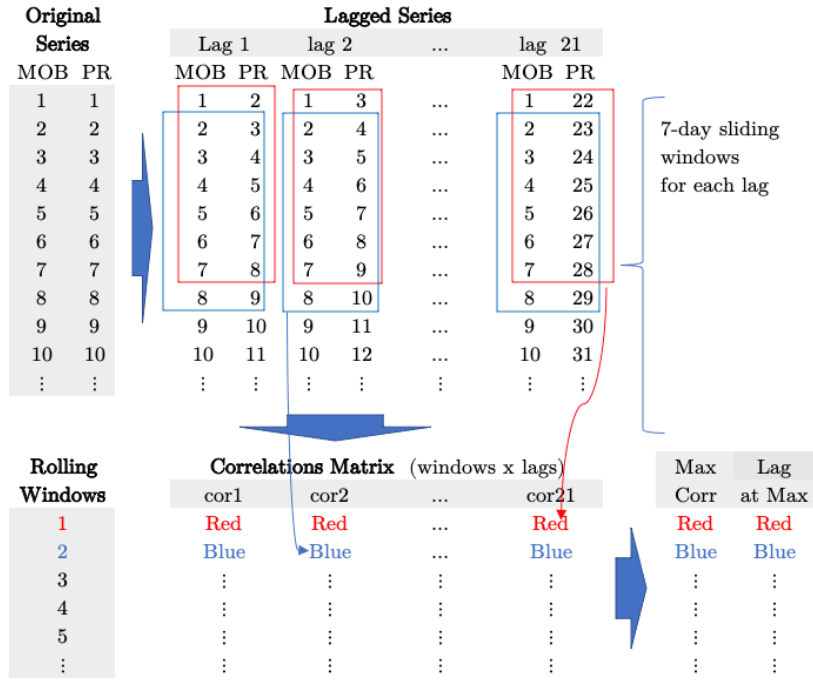 Original Lagged Series
Series Lag 1 lag 2 ... lag 21
MOB PR MOB PR MOB PR MOB PR
1 1 1 2 1 3 ... 1 22
2 2 2 3 2 4 ... 2 23 7-day sliding
3 3 3 4 3 5 ... 3 24 windows
4 4 4 5 4 6 ... 4 25 for each lag
5 5 5 6 5 7 ... 5 26
6 6 6 7 6 8 ... 6 27
7 7 7 8 7 9 ... 7 28
8 8 8 9 8 10 ... 8 29
9 9 9 10 9 11 ... 9 30
10 10 10 11 10 12 ... 10 31
⋮ ⋮ ⋮ ⋮ ⋮ ⋮ ⋮ ⋮ ⋮
Rolling Correlations Matrix (windows x lags) Max Lag
Windows cor1 cor2 ... cor21 Corr at Max
1 Red Red ... Red Red Red
2 Blue Blue ... Blue Blue Blue
3 ⋮ ⋮ ⋮ ⋮ ⋮ ⋮
4 ⋮ ⋮ ⋮ ⋮ ⋮ ⋮
5 ⋮ ⋮ ⋮ ⋮ ⋮ ⋮
⋮ ⋮ ⋮ ⋮ ⋮ ⋮ ⋮